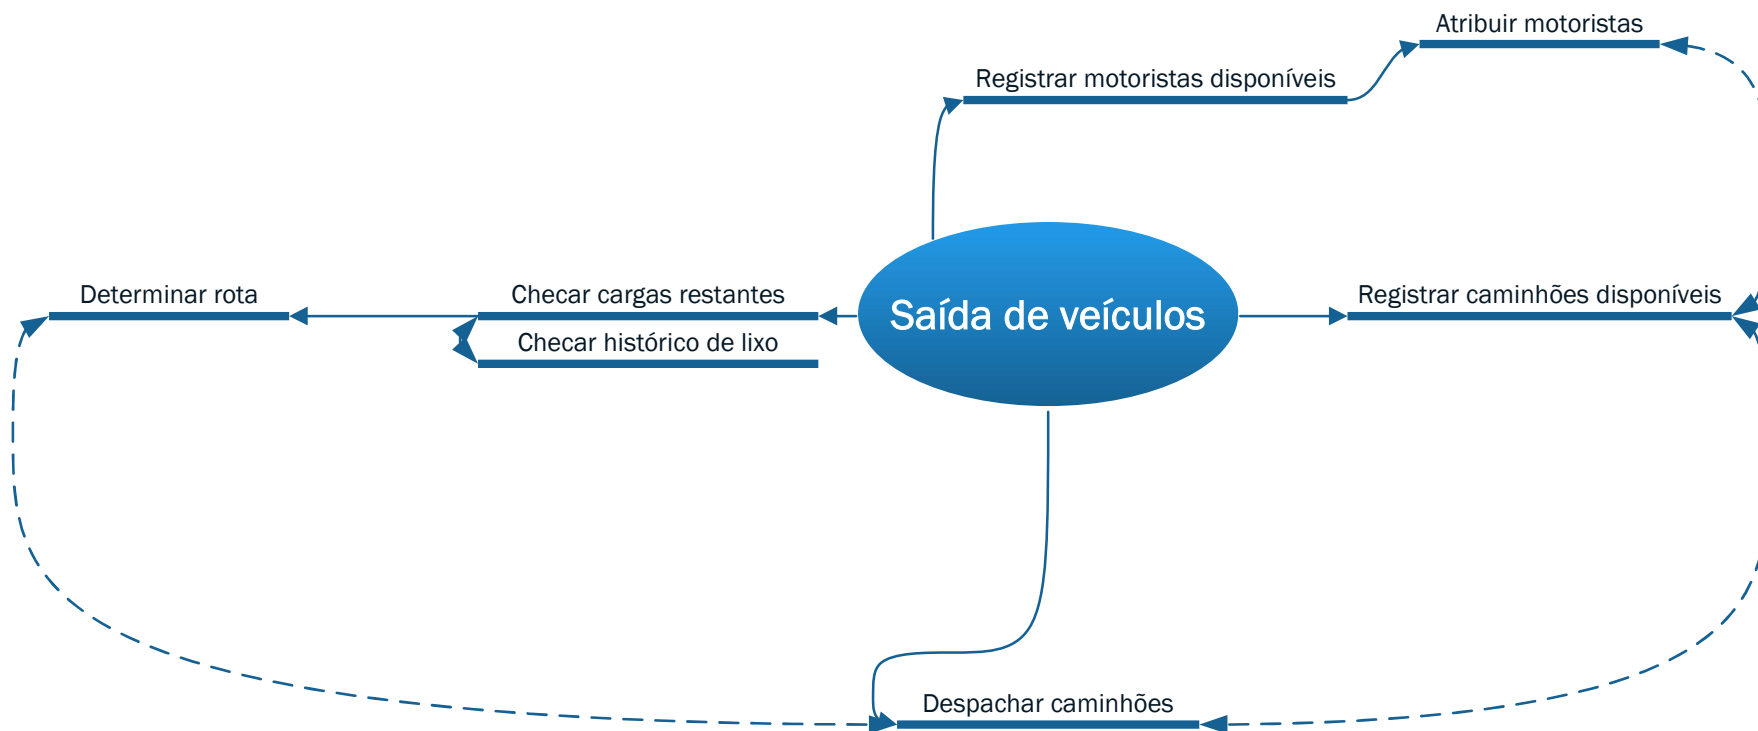 Atribuir motoristas
Registrar motoristas disponíveis
Determinar rota
Checar cargas restantes
Saída de veículos
Registrar caminhões disponíveis
Checar histórico de lixo
Despachar caminhões